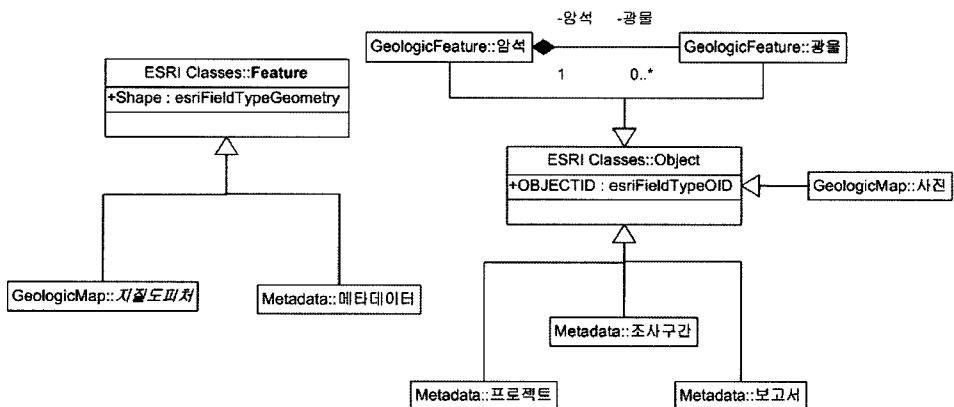 -암석 -광물
GeologicFeature::암석
GeologicFeature::광물
1 0..*
ESRI Classes::Feature
+Shape : esriFieldTypeGeometry
ESRI Classes::Object
+OBJECTID : esriFieldTypeOID
GeologicMap::사진
GeologicMap::지질도피처
Metadata::메타데이터
Metadata::조사구간
Metadata::프로젝트
Metadata::보고서